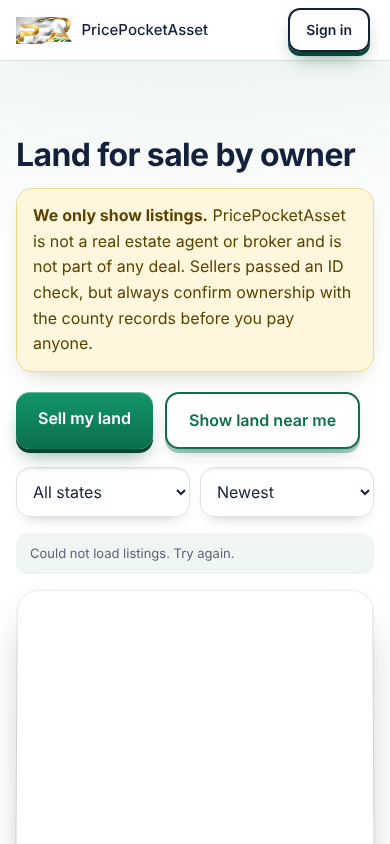 PPA PricePocketAsset
Sign in
Land for sale by owner
We only show listings. PricePocketAsset
is not a real estate agent or broker and is
not part of any deal. Sellers passed an ID
check, but always confirm ownership with
the county records before you pay
anyone.
Sell my land
Show land near me
All states
Newest
Could not load listings. Try again.